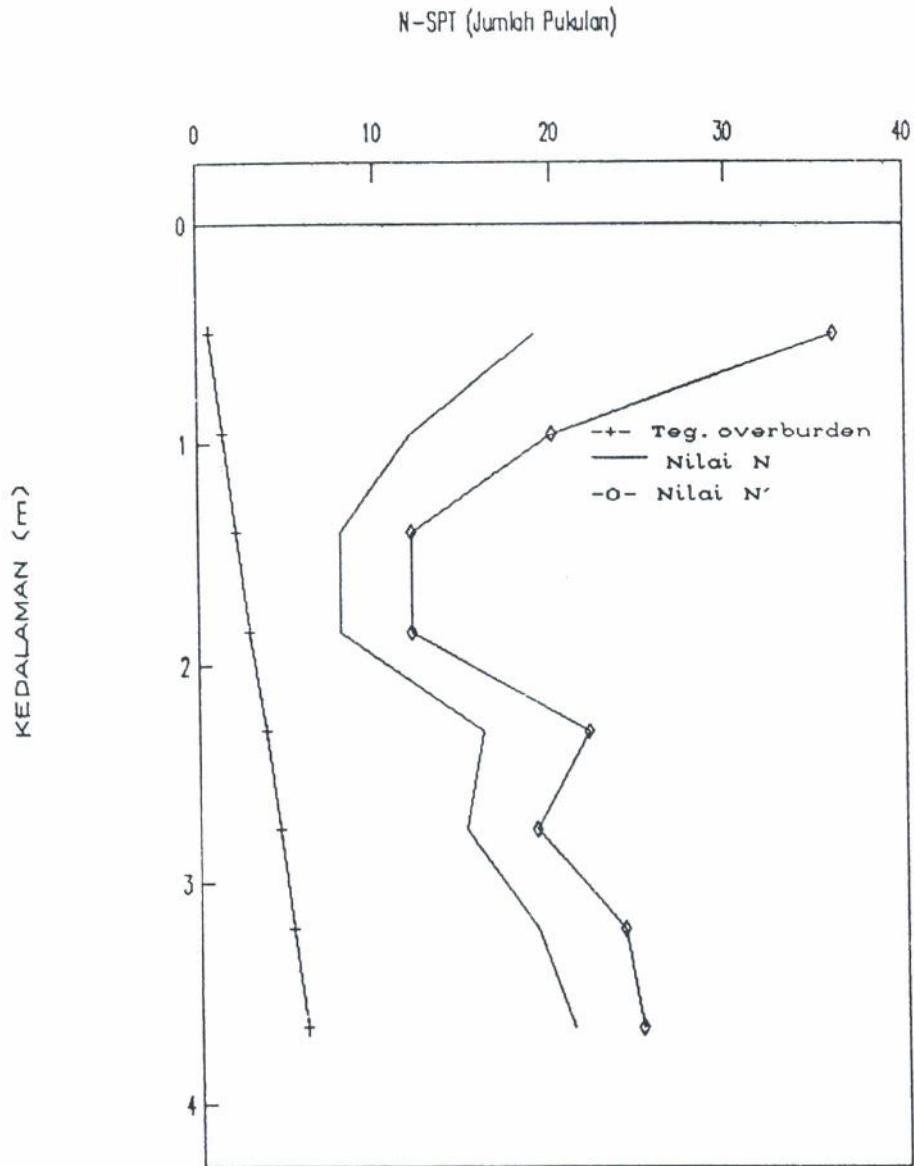 N-SPT (Jumlah Pukulan)
0 10 20 30 40
0
1
2
3
4
KEDALAMAN (m)
-+- Teg. overburden
Nilai N
-o- Nilai N'